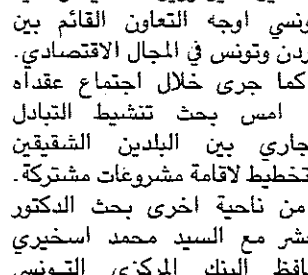 ونسي اوجه التعاون القائم بين
ردن وتونس في المجال الاقتصادي.
كما جرى خلال اجتماع عقداه
امس بحث تنشيط التبادل
جاري بين البلدين الشقيقين
تخطيط لاقامة مشروعات مشتركة.
من ناحية اخرى بحث الدكتور
شر مع السيد محمد اسخيري
افظ البنك المركزي التونسي